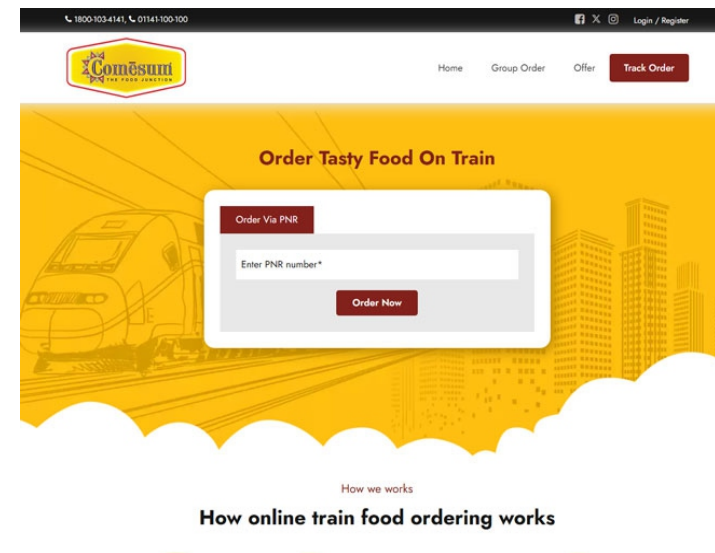 1800-103-4141, 01141-100-100
Login / Register
Comēsum
THE FOOD JUNCTION
Home
Group Order
Offer
Track Order
Order Tasty Food On Train
Order Via PNR
Enter PNR number*
Order Now
How we works
How online train food ordering works